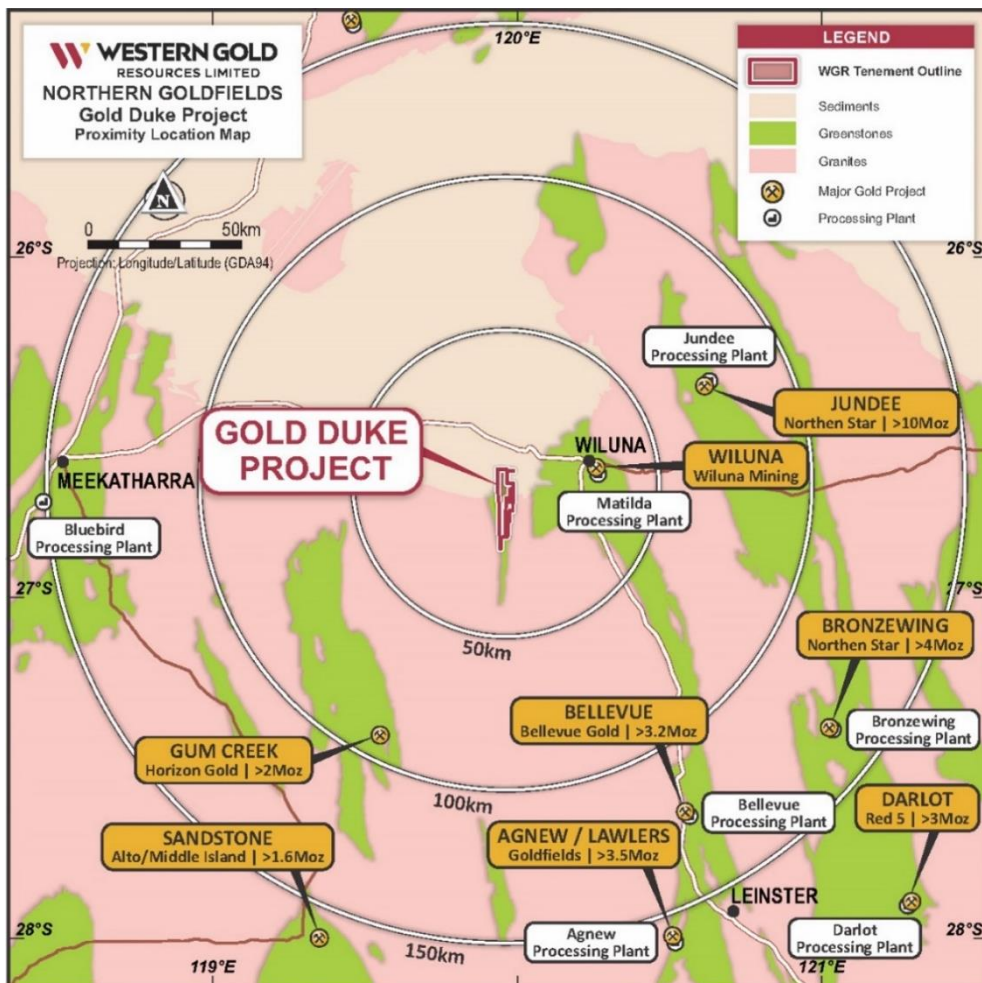 WESTERN GOLD
RESOURCES LIMITED
NORTHERN GOLDFIELDS
Gold Duke Project
Proximity Location Map
N
0 50km
Projection: Longitude/Latitude (GDA94)
120°E
LEGEND
WGR Tenement Outline
Sediments
Greenstones
Granites
Major Gold Project
Processing Plant
26°S
26°S
Jundee
Processing Plant
JUNDEE
Northen Star | >10Moz
GOLD DUKE
PROJECT
WILUNA
WILUNA
Wiluna Mining
MEEKATHARRA
Matilda
Processing Plant
Bluebird
Processing Plant
27°S
27°S
50km
BRONZEWING
Northen Star | >4Moz
BELLEVUE
Bellevue Gold | >3.2Moz
Bronzewing
Processing Plant
GUM CREEK
Horizon Gold | >2Moz
100km
Bellevue
Processing Plant
DARLOT
Red 5 | >3Moz
SANDSTONE
Alto/Middle Island | >1.6Moz
AGNEW / LAWLERS
Goldfields | >3.5Moz
LEINSTER
Agnew
Processing Plant
Darlot
Processing Plant
28°S
28°S
150km
119°E
121°E